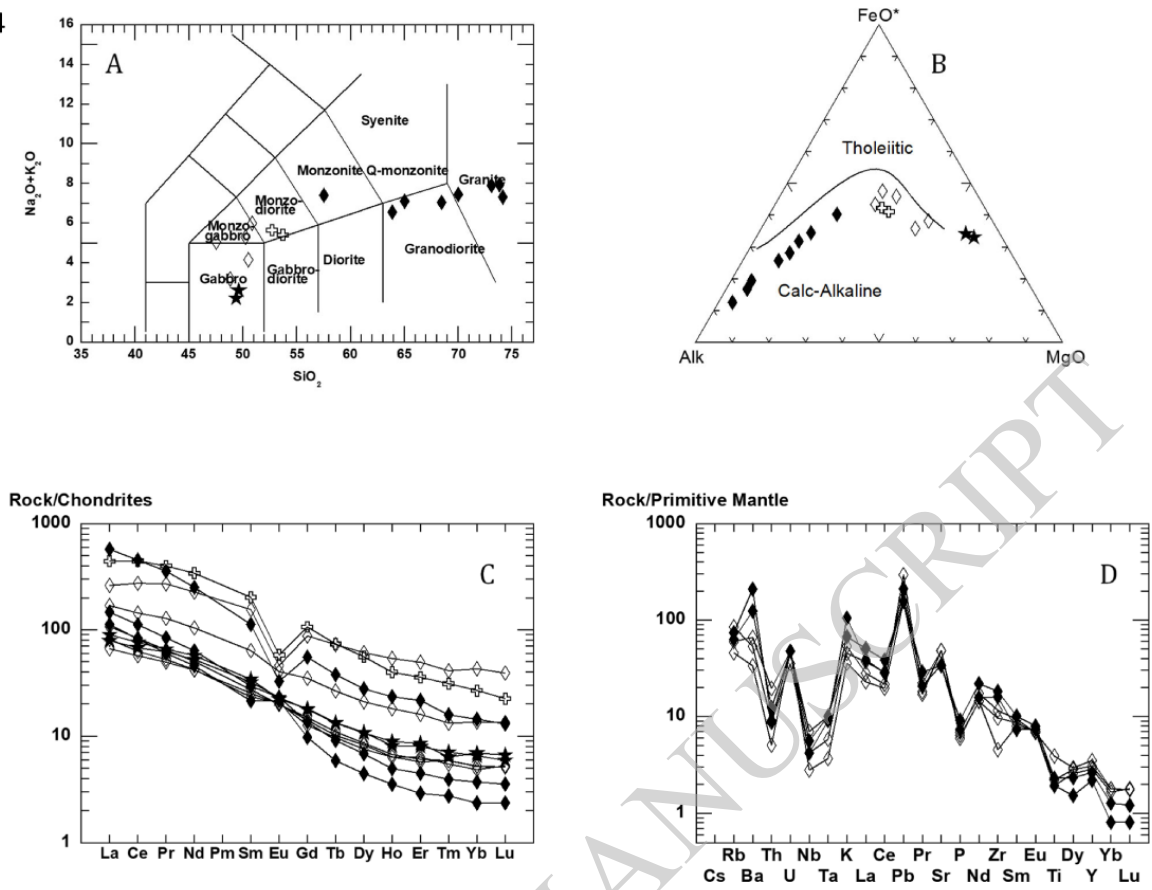 4
A
Na2O+K2O
16
14
12
10
8
6
4
2
0
Syenite
Monzonite
Q-monzonite
Granite
Monzo-
diorite
Monzo-
gabbro
Granodiorite
Diorite
Gabbro-
diorite
Gabbro
35 40 45 50 55 60 65 70 75
SiO2
FeO*
B
Tholeiitic
Calc-Alkaline
Alk
MgO
Rock/Chondrites
1000
100
10
1
C
La Ce Pr Nd Pm Sm Eu Gd Tb Dy Ho Er Tm Yb Lu
Rock/Primitive Mantle
1000
100
10
1
D
Rb Th Nb K Ce Pr P Zr Eu Dy Yb
Cs Ba U Ta La Pb Sr Nd Sm Ti Y Lu
MANUSCRIPT